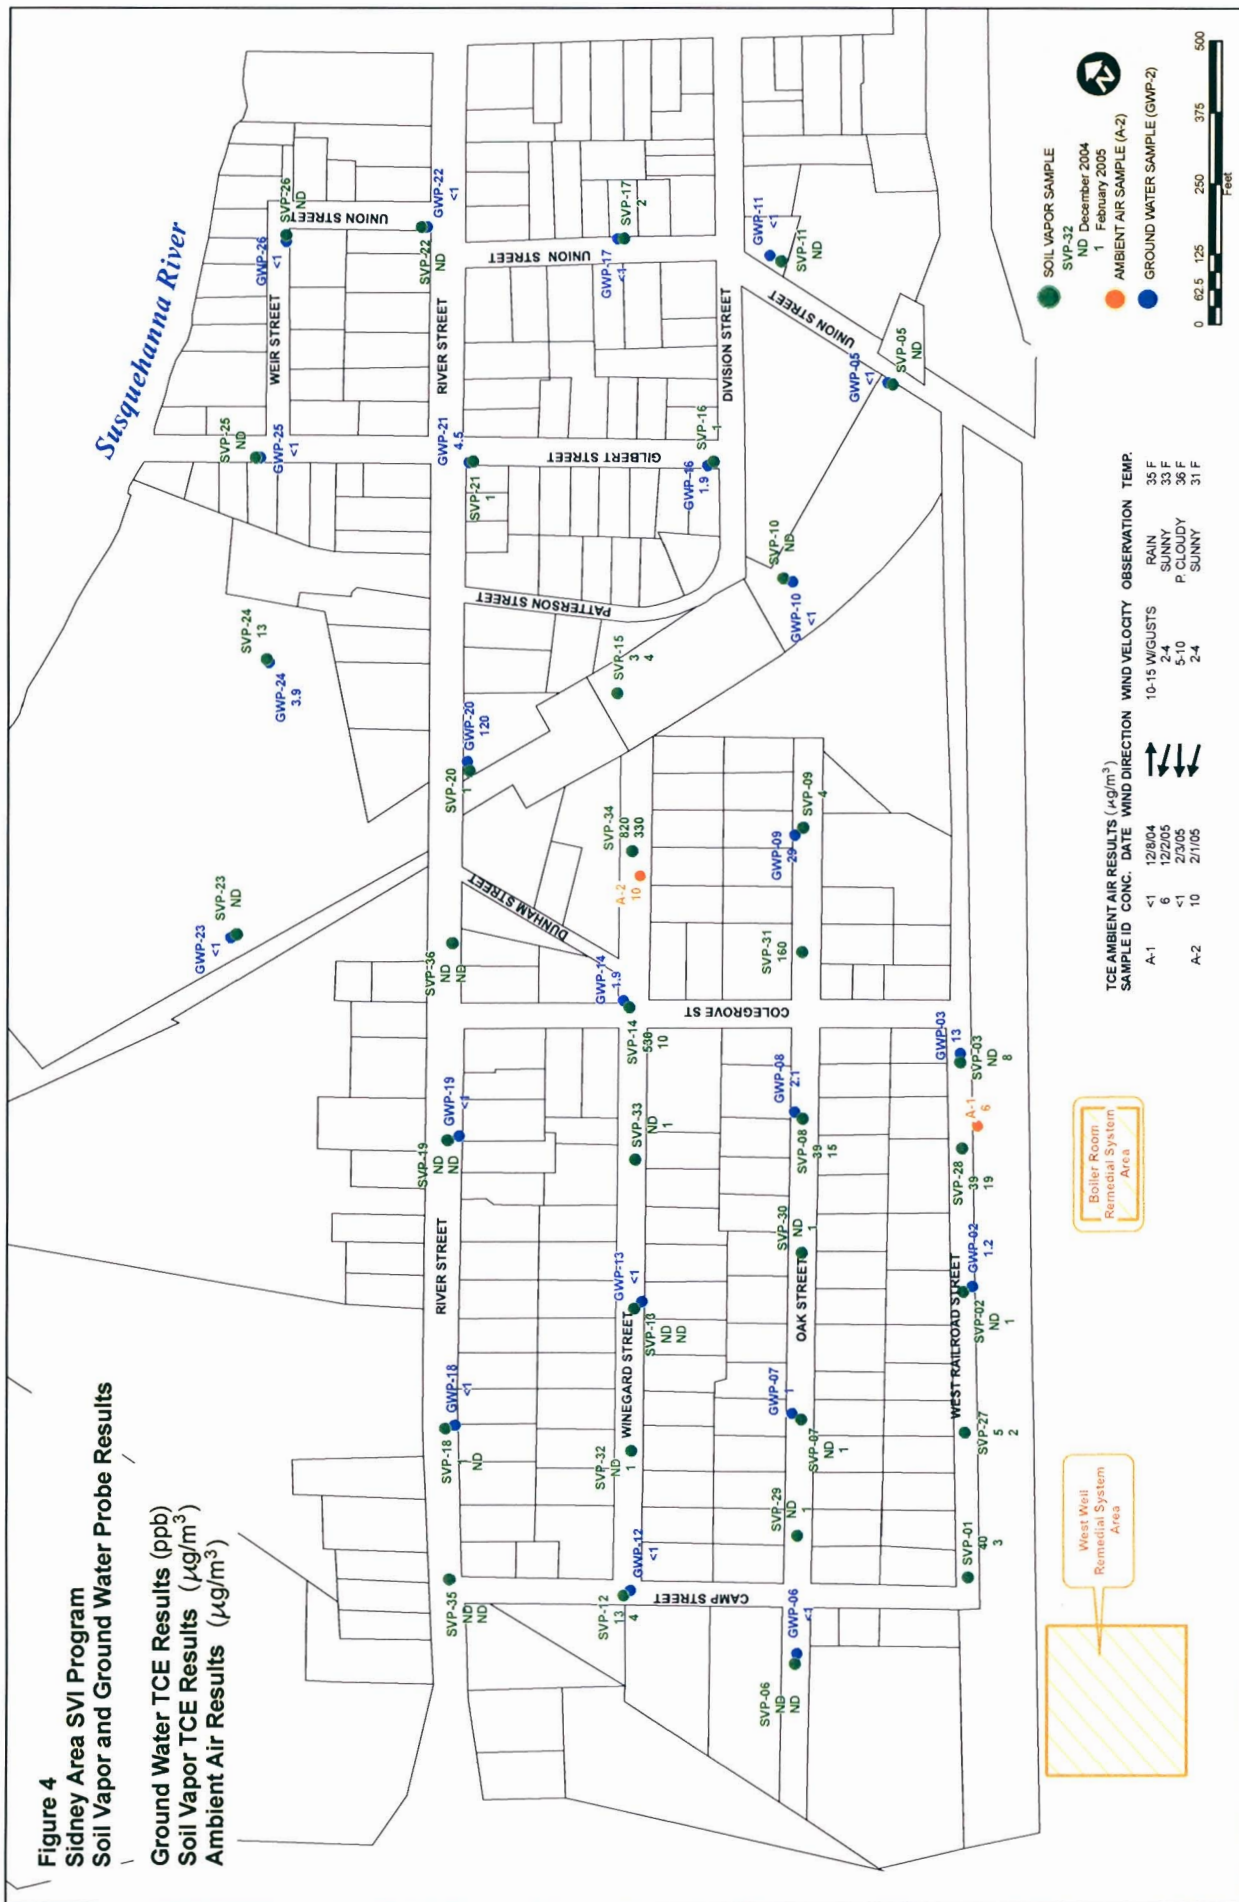 Figure 4
Sidney Area SVI Program
Soil Vapor and Ground Water Probe Results
Ground Water TCE Results (ppb)
Soil Vapor TCE Results (µg/m³)
Ambient Air Results (µg/m³)
Susquehanna River
SVP-23
ND
GWP-23
<1
SVP-24
13
GWP-24
3.9
SVP-25
ND
GWP-25
<1
WEIR STREET
GWP-26
<1
SVP-26
ND
UNION STREET
SVP-35
ND
ND
SVP-18
1
ND
GWP-18
<1
RIVER STREET
SVP-19
ND
ND
GWP-19
<1
SVP-36
ND
ND
SVP-20
1
GWP-20
120
SVP-21
1
GWP-21
4.5
RIVER STREET
SVP-22
ND
GWP-22
<1
DUNHAM STREET
PATTERSON STREET
GILBERT STREET
UNION STREET
SVP-12
13
4
GWP-12
<1
SVP-32
ND
1
WINEGARD STREET
SVP-13
ND
ND
GWP-13
<1
SVP-33
ND
1
SVP-14
530
10
GWP-14
1.9
A-2
10
SVP-34
820
330
SVP-15
3
4
GWP-17
<1
SVP-17
2
GWP-16
1.9
SVP-16
1
DIVISION STREET
CAMP STREET
COLEGROVE ST
SVP-06
ND
ND
GWP-06
<1
SVP-29
ND
1
SVP-07
ND
1
GWP-07
1
OAK STREET
SVP-30
ND
1
SVP-08
39
15
GWP-08
2.1
SVP-31
160
GWP-09
29
SVP-09
4
GWP-10
<1
SVP-10
ND
GWP-11
<1
SVP-11
ND
UNION STREET
GWP-05
<1
SVP-05
ND
SVP-01
40
3
SVP-27
5
2
WEST RAILROAD STREET
SVP-02
ND
1
GWP-02
1.2
SVP-28
39
19
A-1
6
SVP-03
ND
8
GWP-03
13
West Well
Remedial System
Area
Boiler Room
Remedial System
Area
TCE AMBIENT AIR RESULTS (µg/m³)
SAMPLE ID CONC. DATE WIND DIRECTION WIND VELOCITY OBSERVATION TEMP.
A-1 <1 12/8/04 10-15 W/GUSTS RAIN 35 F
6 12/2/05 2-4 SUNNY 33 F
<1 2/3/05 5-10 P. CLOUDY 36 F
A-2 10 2/1/05 2-4 SUNNY 31 F
SOIL VAPOR SAMPLE
SVP-32
ND December 2004
1 February 2005
AMBIENT AIR SAMPLE (A-2)
GROUND WATER SAMPLE (GWP-2)
N
0 62.5 125 250 375 500
Feet